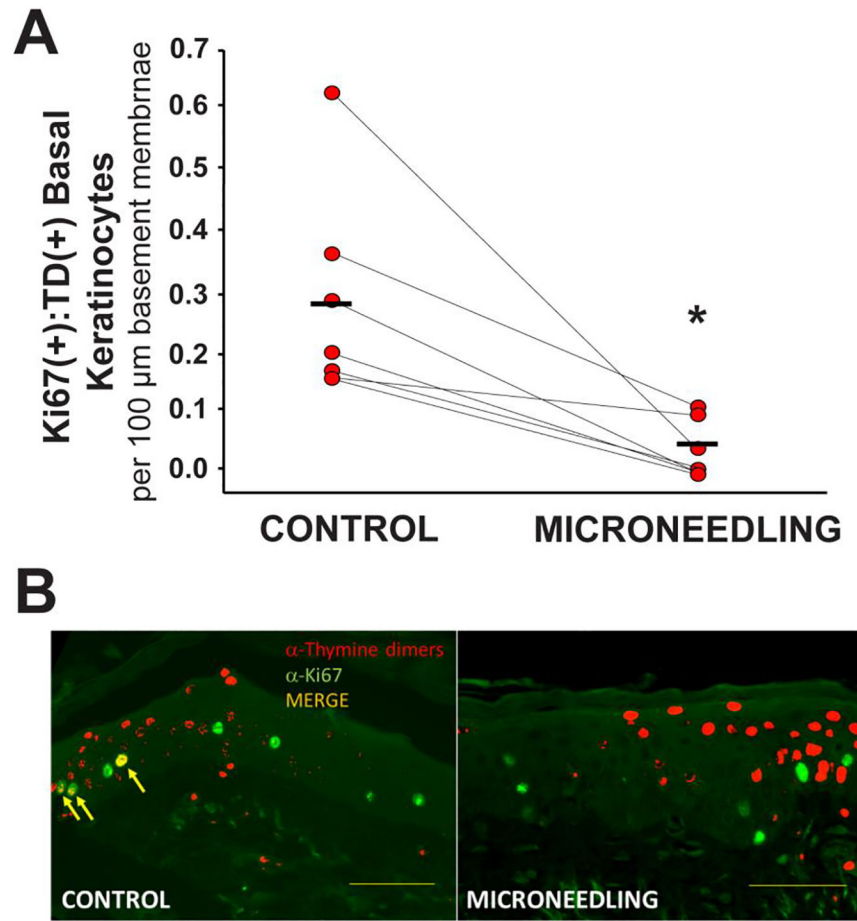 A
Ki67(+):TD(+) Basal
Keratinocytes
per 100 µm basement membrnae
0.7
0.6
0.5
0.4
0.3
0.2
0.1
0.0
*
CONTROL
MICRONEEDLING
B
α-Thymine dimers
α-Ki67
MERGE
CONTROL
MICRONEEDLING